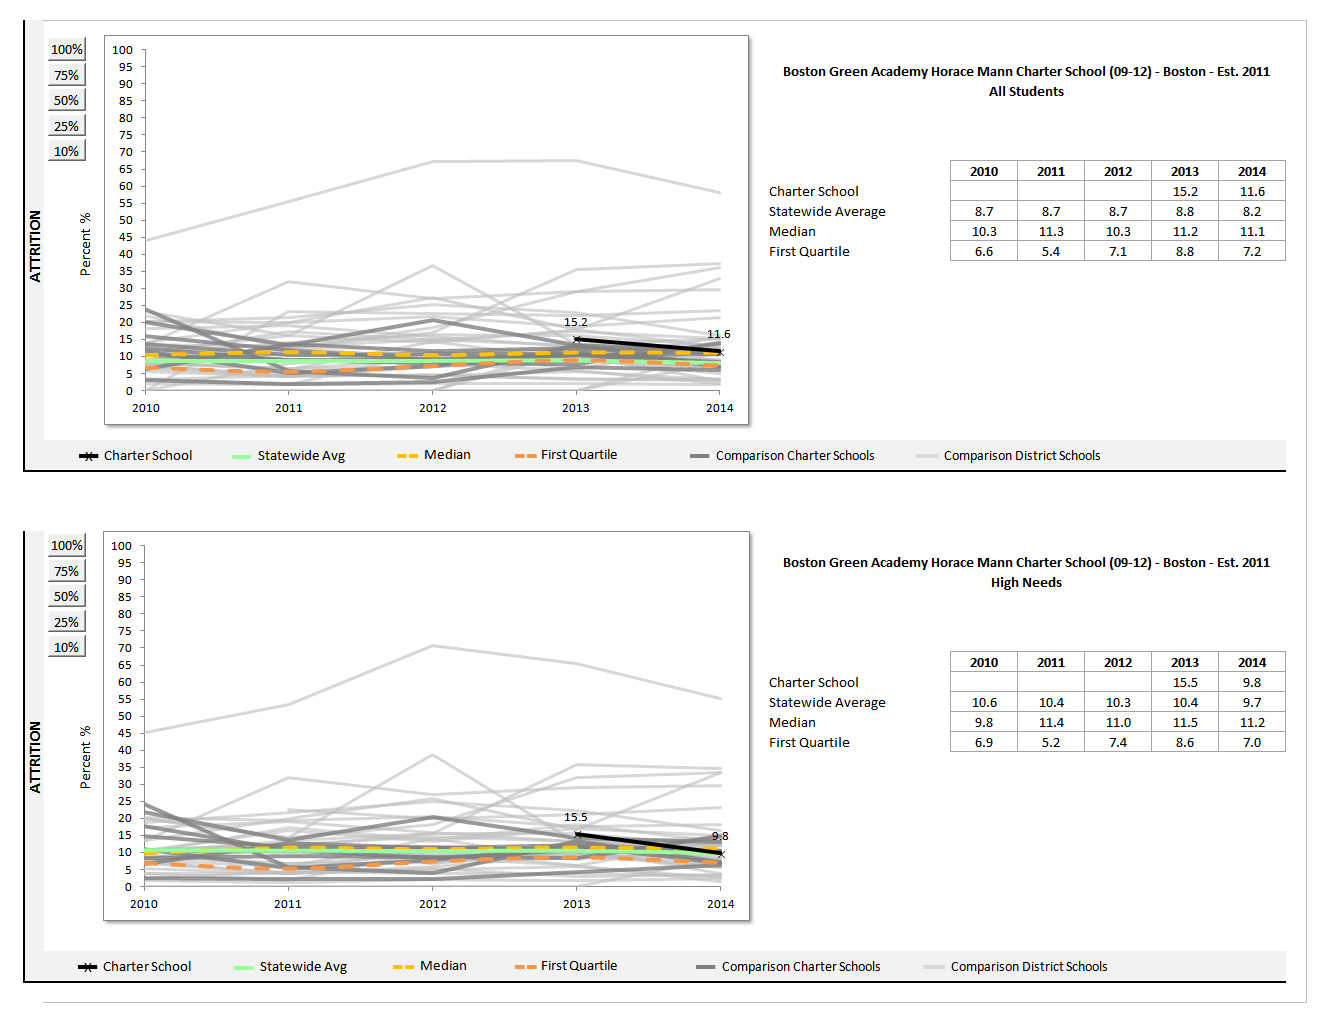 ATTRITION
100%
75%
50%
25%
10%
Percent %
100
95
90
85
80
75
70
65
60
55
50
45
40
35
30
25
20
15
10
5
0
15.2
11.6
2010 2011 2012 2013 2014
Boston Green Academy Horace Mann Charter School (09-12) - Boston - Est. 2011
All Students
2010 2011 2012 2013 2014
Charter School 15.2 11.6
Statewide Average 8.7 8.7 8.7 8.8 8.2
Median 10.3 11.3 10.3 11.2 11.1
First Quartile 6.6 5.4 7.1 8.8 7.2
Charter School Statewide Avg Median First Quartile Comparison Charter Schools Comparison District Schools
ATTRITION
100%
75%
50%
25%
10%
Percent %
100
95
90
85
80
75
70
65
60
55
50
45
40
35
30
25
20
15
10
5
0
15.5
9.8
2010 2011 2012 2013 2014
Boston Green Academy Horace Mann Charter School (09-12) - Boston - Est. 2011
High Needs
2010 2011 2012 2013 2014
Charter School 15.5 9.8
Statewide Average 10.6 10.4 10.3 10.4 9.7
Median 9.8 11.4 11.0 11.5 11.2
First Quartile 6.9 5.2 7.4 8.6 7.0
Charter School Statewide Avg Median First Quartile Comparison Charter Schools Comparison District Schools